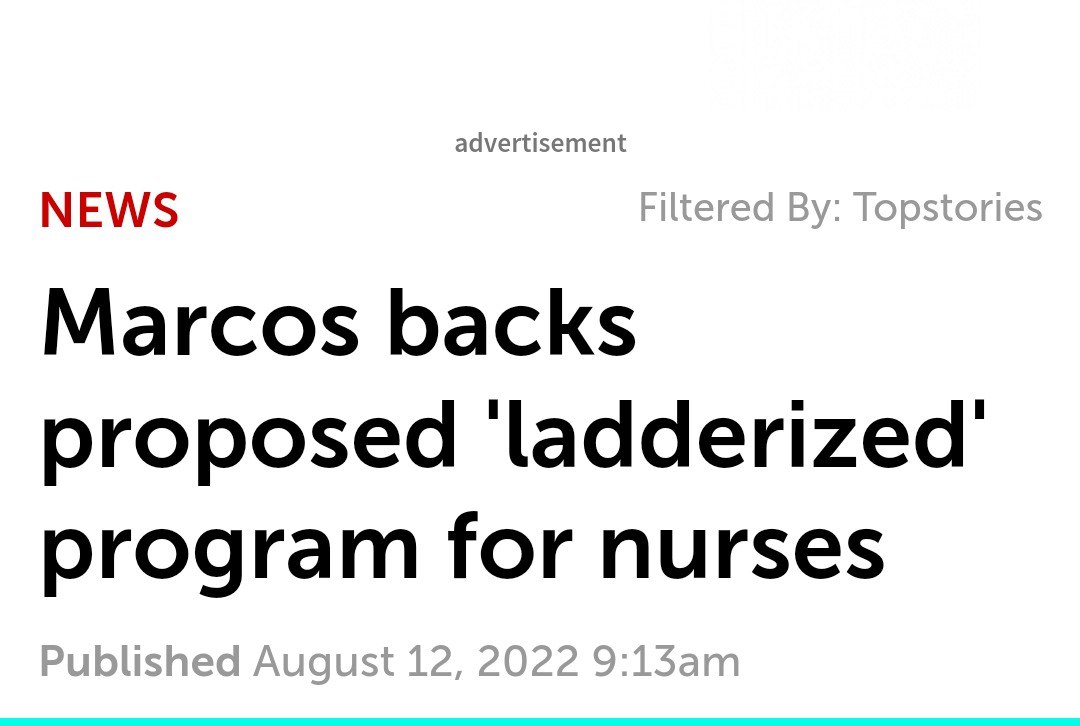 advertisement
NEWS
Filtered By: Topstories
Marcos backs
proposed 'ladderized'
program for nurses
Published August 12, 2022 9:13am